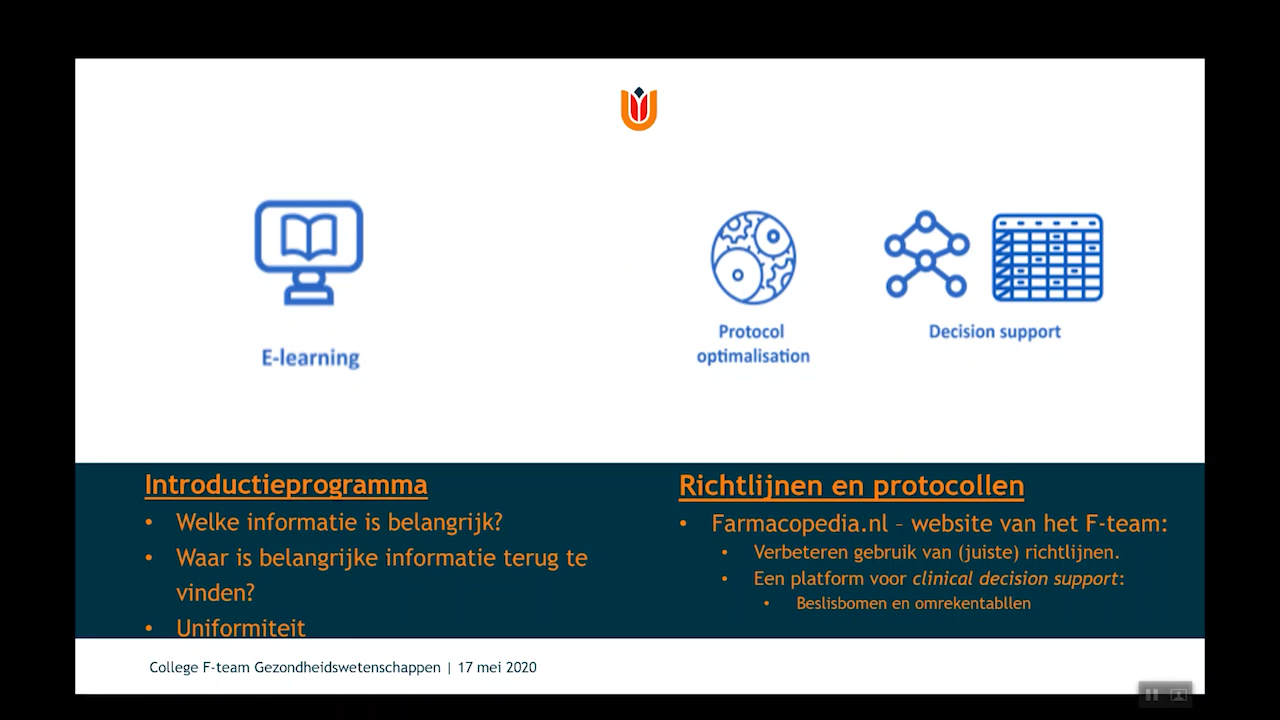 E-learning
Protocol
optimalisation
Decision support
Introductieprogramma
• Welke informatie is belangrijk?
• Waar is belangrijke informatie terug te
vinden?
• Uniformiteit
Richtlijnen en protocollen
• Farmacopedia.nl – website van het F-team:
• Verbeteren gebruik van (juiste) richtlijnen.
• Een platform voor clinical decision support:
• Beslisbomen en omrekentabllen
College F-team Gezondheidswetenschappen | 17 mei 2020